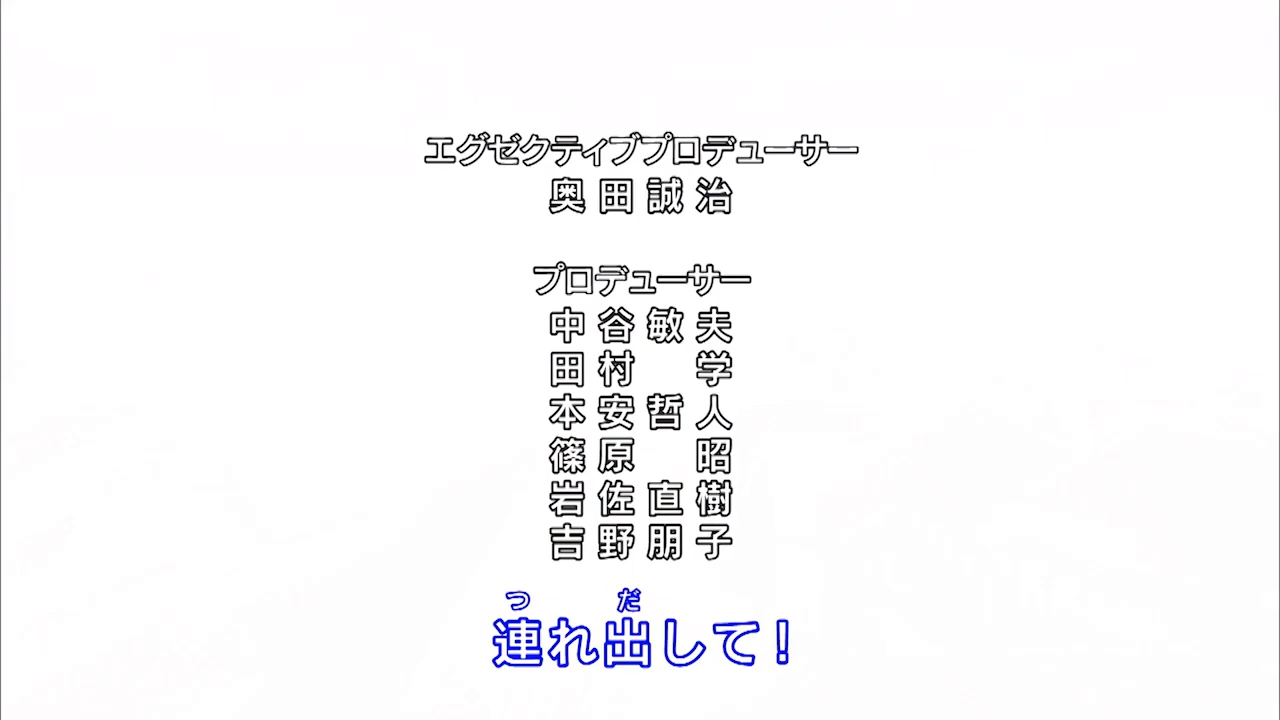 エグゼクティブプロデューサー
奥田誠治
プロデューサー
中谷敏夫
田村　学
本安哲人
篠原　昭
岩佐直樹
吉野朋子
つ　だ
連れ出して！